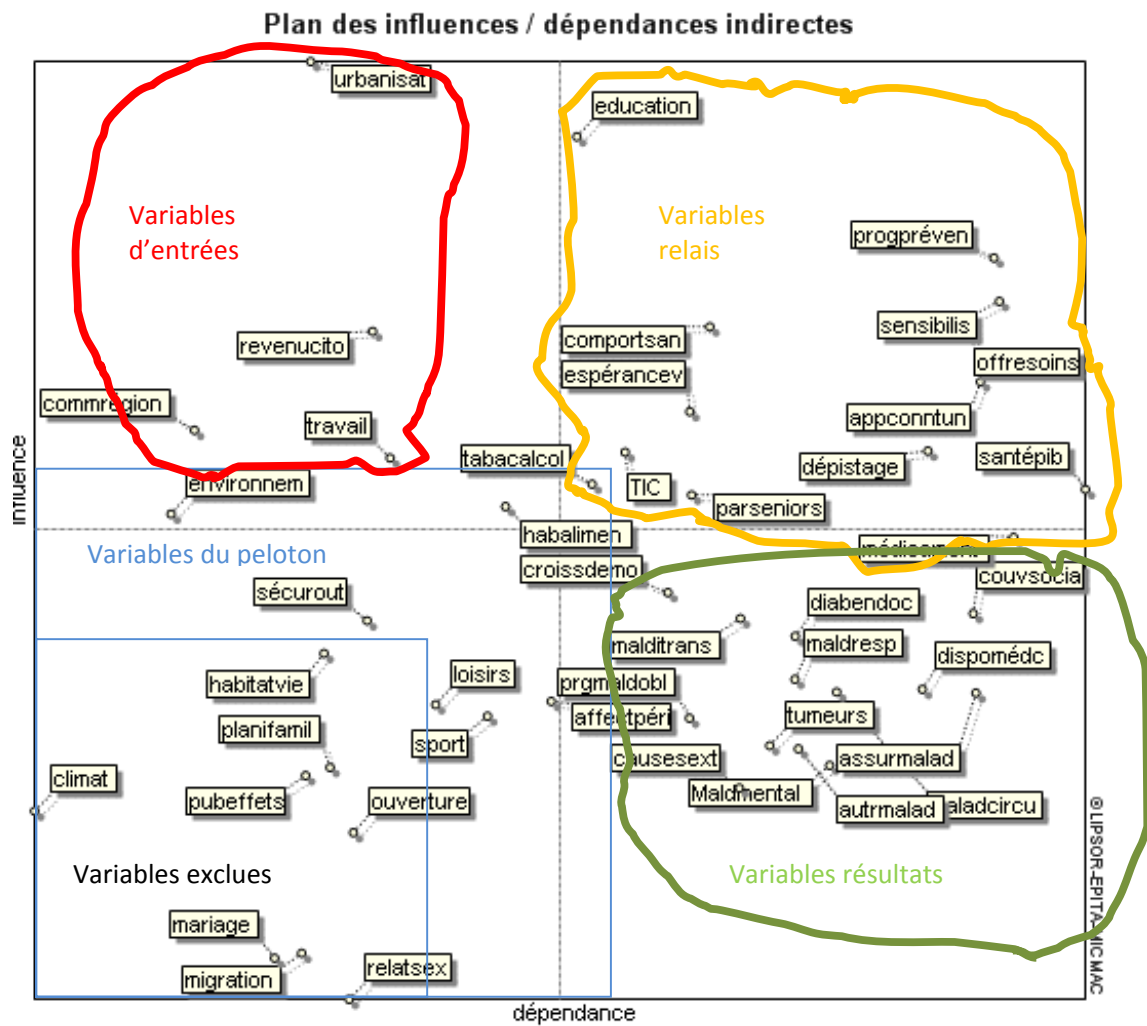 Plan des influences / dépendances indirectes
urbanisat
education
Variables
d'entrées
Variables
relais
progpréven
sensibilis
revenucito
comportsan
offresoins
espérancev
commrégion
appconntun
travail
tabacalcol
dépistage
santépib
environnem
TIC
parseniors
influence
habalimen
Variables du peloton
médicament
croissdemo
couvsocia
sécurout
diabendoc
malditrans
maldresp
dispomédc
loisirs
habitatvie
prgmaldobl
affectpéri
tumeurs
planifamil
sport
causesext
assurmalad
climat
pubeffets
ouverture
Maldmental
autrmalad
aladcircu
Variables exclues
Variables résultats
mariage
migration
relatsex
dépendance
©LIPSOR-EPITA-MICMAC